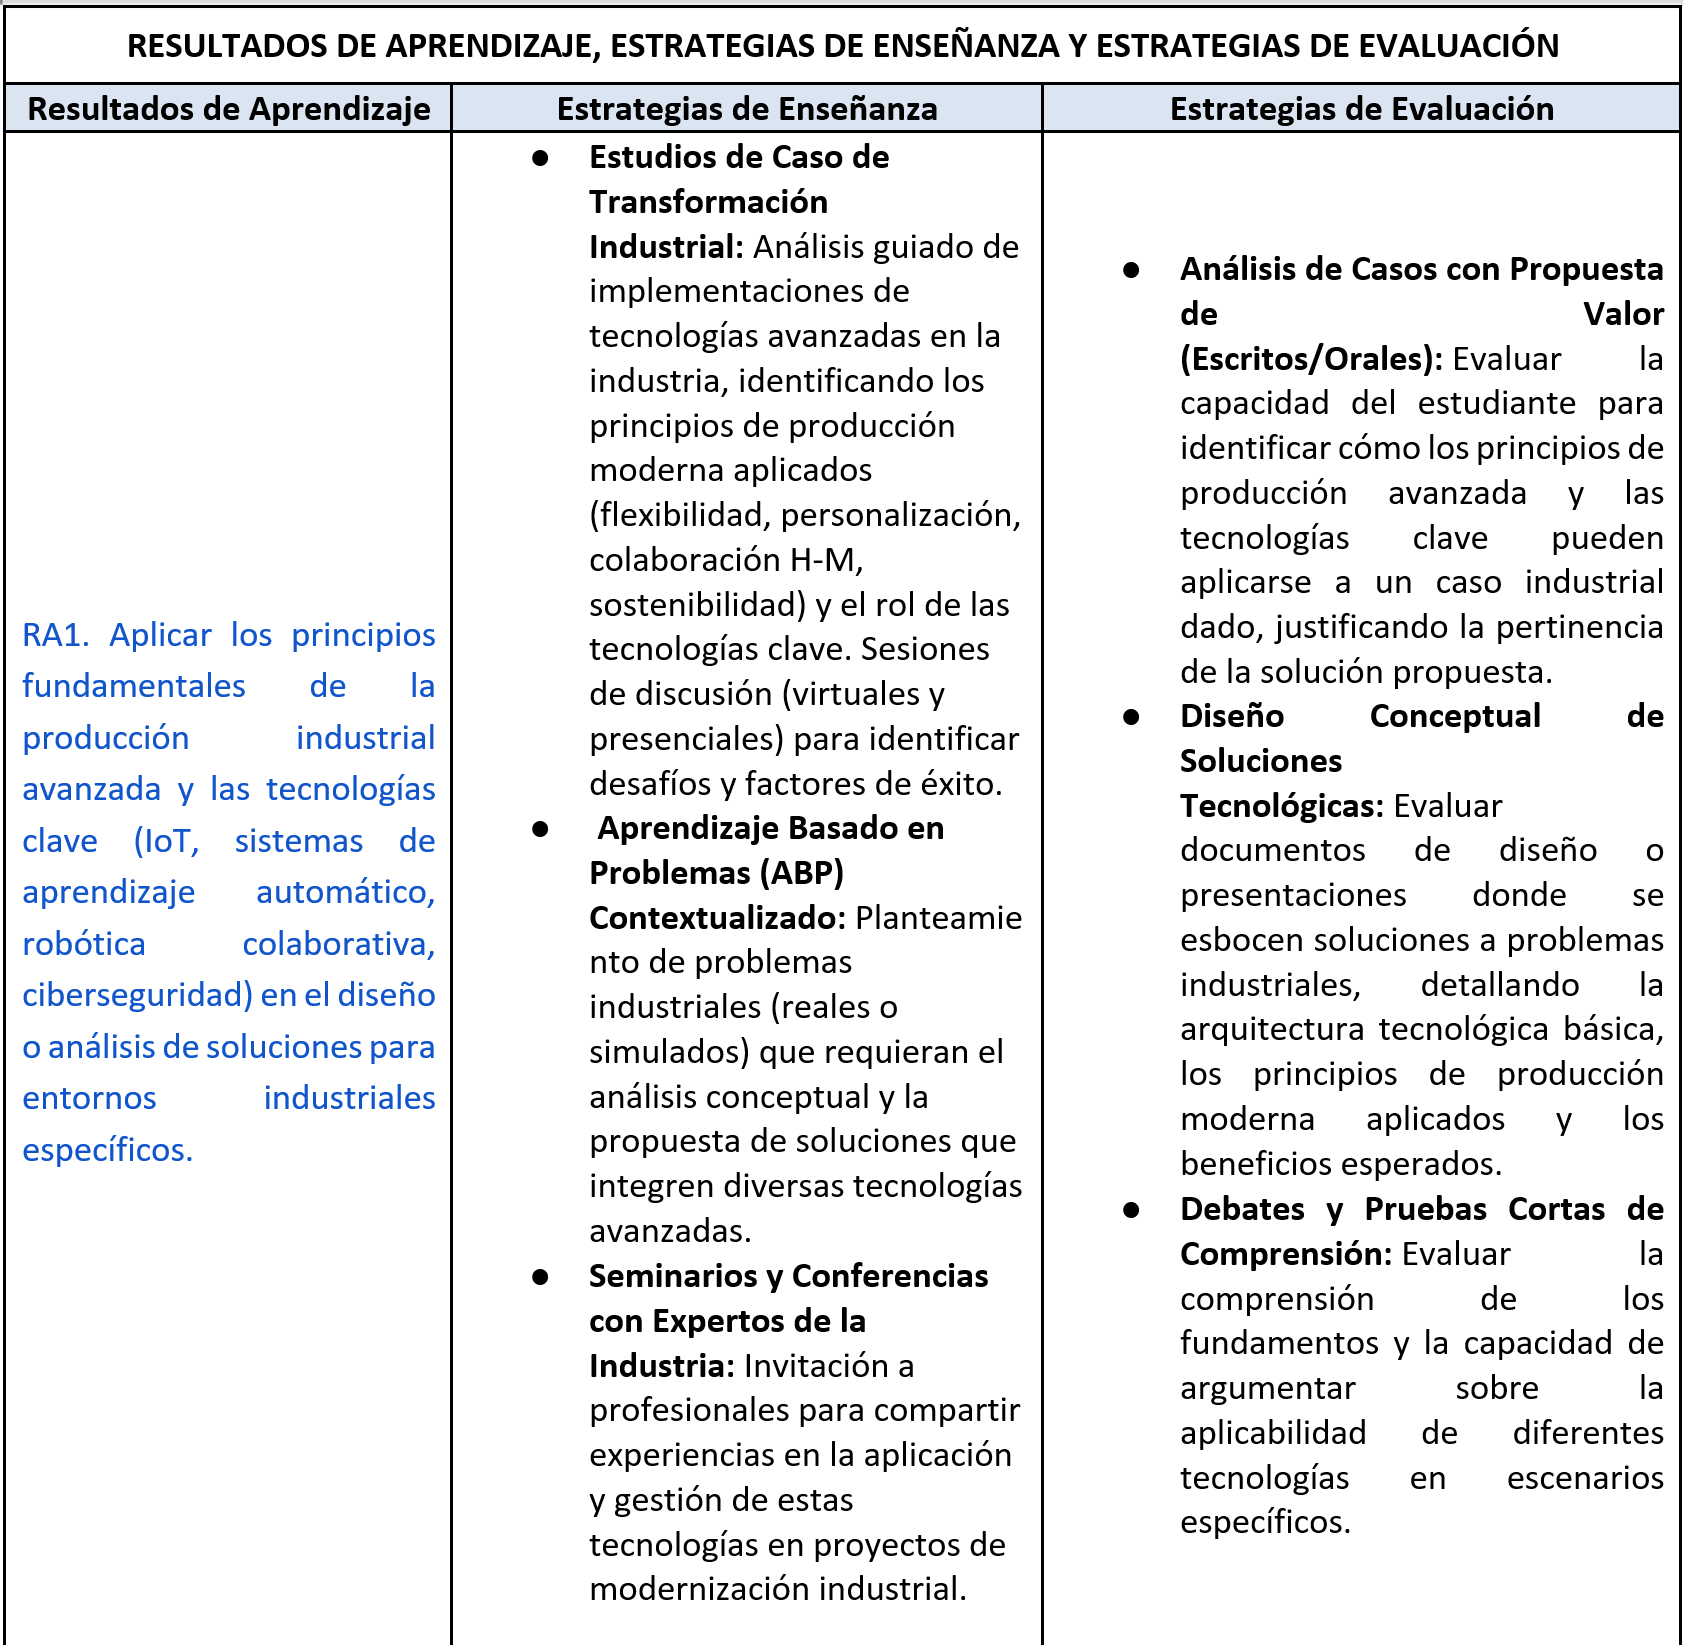 RESULTADOS DE APRENDIZAJE, ESTRATEGIAS DE ENSEÑANZA Y ESTRATEGIAS DE EVALUACIÓN
Resultados de Aprendizaje
Estrategias de Enseñanza
Estrategias de Evaluación
RA1. Aplicar los principios
fundamentales de la
producción industrial
avanzada y las tecnologías
clave (IoT, sistemas de
aprendizaje automático,
robótica colaborativa,
ciberseguridad) en el diseño
o análisis de soluciones para
entornos industriales
específicos.
● Estudios de Caso de
Transformación
Industrial: Análisis guiado de
implementaciones de
tecnologías avanzadas en la
industria, identificando los
principios de producción
moderna aplicados
(flexibilidad, personalización,
colaboración H-M,
sostenibilidad) y el rol de las
tecnologías clave. Sesiones
de discusión (virtuales y
presenciales) para identificar
desafíos y factores de éxito.
● Aprendizaje Basado en
Problemas (ABP)
Contextualizado: Planteamie
nto de problemas
industriales (reales o
simulados) que requieran el
análisis conceptual y la
propuesta de soluciones que
integren diversas tecnologías
avanzadas.
● Seminarios y Conferencias
con Expertos de la
Industria: Invitación a
profesionales para compartir
experiencias en la aplicación
y gestión de estas
tecnologías en proyectos de
modernización industrial.
● Análisis de Casos con Propuesta
de Valor
(Escritos/Orales): Evaluar la
capacidad del estudiante para
identificar cómo los principios de
producción avanzada y las
tecnologías clave pueden
aplicarse a un caso industrial
dado, justificando la pertinencia
de la solución propuesta.
● Diseño Conceptual de
Soluciones
Tecnológicas: Evaluar
documentos de diseño o
presentaciones donde se
esbocen soluciones a problemas
industriales, detallando la
arquitectura tecnológica básica,
los principios de producción
moderna aplicados y los
beneficios esperados.
● Debates y Pruebas Cortas de
Comprensión: Evaluar la
comprensión de los
fundamentos y la capacidad de
argumentar sobre la
aplicabilidad de diferentes
tecnologías en escenarios
específicos.